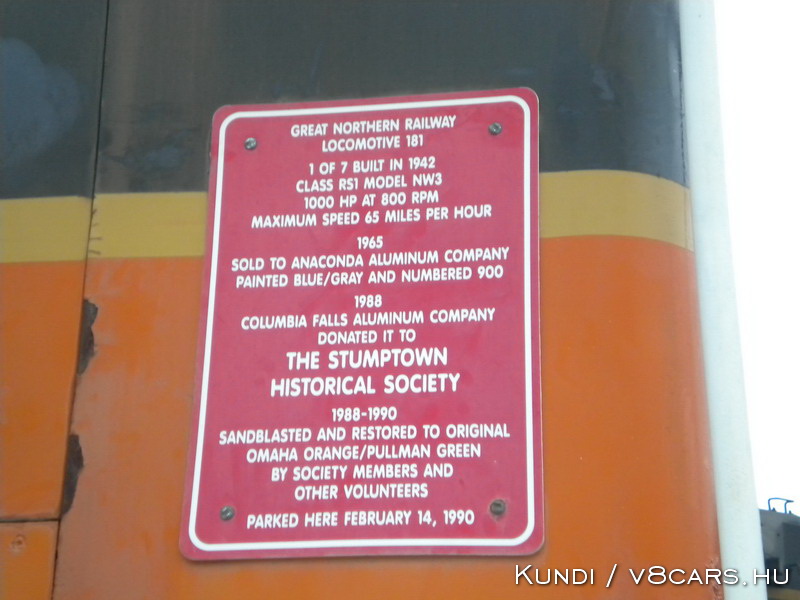 GREAT NORTHERN RAILWAY
LOCOMOTIVE 181
1 OF 7 BUILT IN 1942
CLASS RS1 MODEL NW3
1000 HP AT 800 RPM
MAXIMUM SPEED 65 MILES PER HOUR
1965
SOLD TO ANACONDA ALUMINUM COMPANY
PAINTED BLUE/GRAY AND NUMBERED 900
1988
COLUMBIA FALLS ALUMINUM COMPANY
DONATED IT TO
THE STUMPTOWN
HISTORICAL SOCIETY
1988-1990
SANDBLASTED AND RESTORED TO ORIGINAL
OMAHA ORANGE/PULLMAN GREEN
BY SOCIETY MEMBERS AND
OTHER VOLUNTEERS
PARKED HERE FEBRUARY 14, 1990
KUNDI / V8CARS.HU